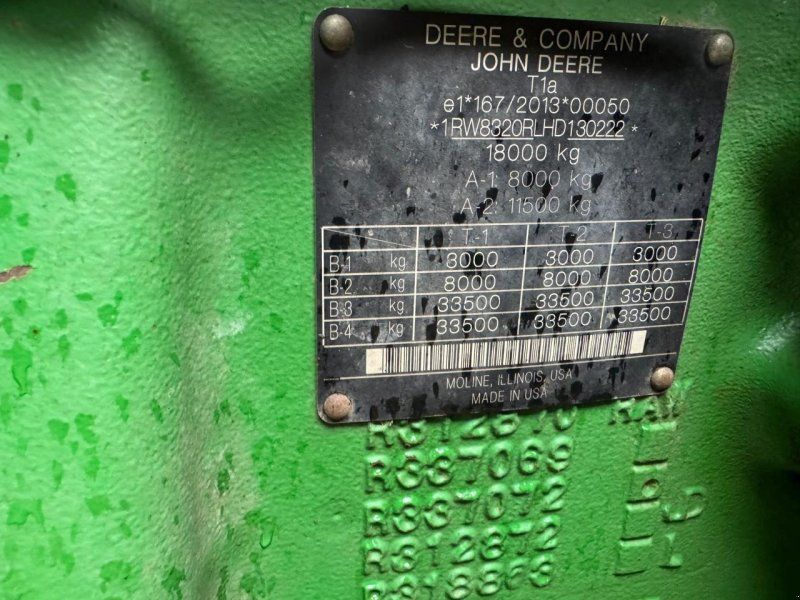 DEERE & COMPANY
JOHN DEERE
T1a
e1*167/2013*00050
*1RW8320RLHD130222*
18000 kg
A-1: 8000 kg
A-2: 11500 kg
T-1 T-2 T-3
B-1 kg 3000 3000 3000
B-2 kg 8000 8000 8000
B-3 kg 33500 33500 33500
B-4 kg 33500 33500 33500
MOLINE, ILLINOIS, USA
MADE IN USA
R337069
R337072
R312872